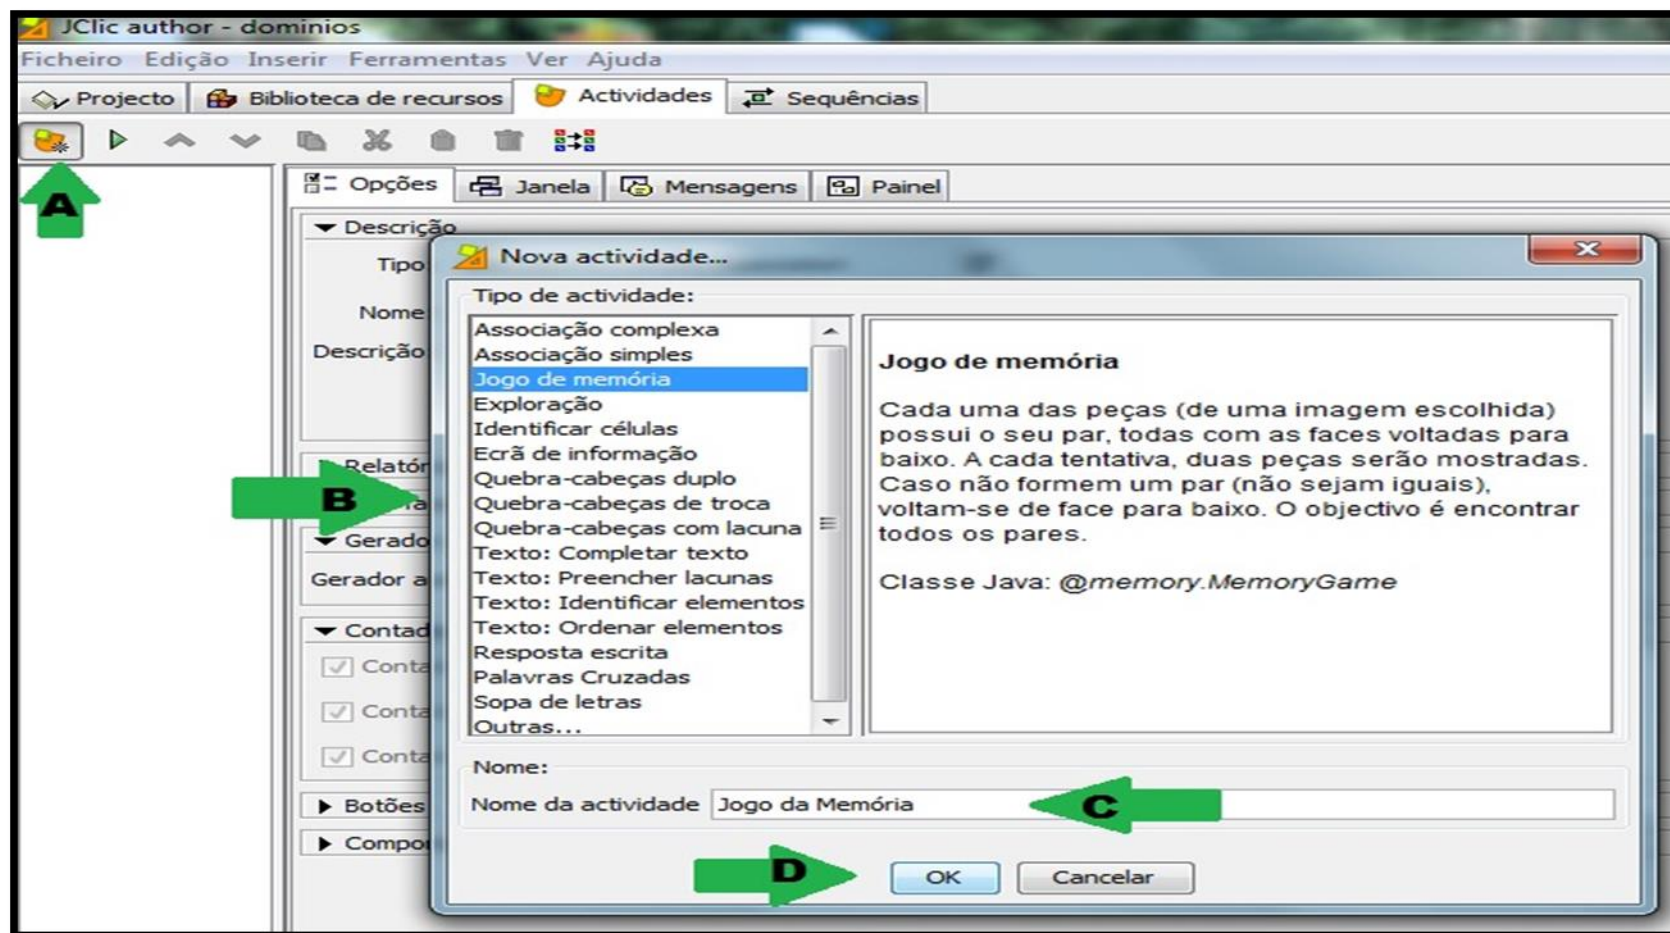 JClic author - dominios
Ficheiro Edição Inserir Ferramentas Ver Ajuda
Projecto Biblioteca de recursos Actividades Sequências
A
Opções Janela Mensagens Painel
Descrição
Tipo
Nome
Descrição
Relatór
B
Gerado
Gerador a
Contad
Conta
Conta
Conta
Botões
Compo
Nova actividade...
Tipo de actividade:
Associação complexa
Associação simples
Jogo de memória
Exploração
Identificar células
Ecrã de informação
Quebra-cabeças duplo
Quebra-cabeças de troca
Quebra-cabeças com lacuna
Texto: Completar texto
Texto: Preencher lacunas
Texto: Identificar elementos
Texto: Ordenar elementos
Resposta escrita
Palavras Cruzadas
Sopa de letras
Outras...
Jogo de memória
Cada uma das peças (de uma imagem escolhida)
possui o seu par, todas com as faces voltadas para
baixo. A cada tentativa, duas peças serão mostradas.
Caso não formem um par (não sejam iguais),
voltam-se de face para baixo. O objectivo é encontrar
todos os pares.
Classe Java: @memory.MemoryGame
Nome:
Nome da actividade Jogo da Memória
C
D
OK Cancelar